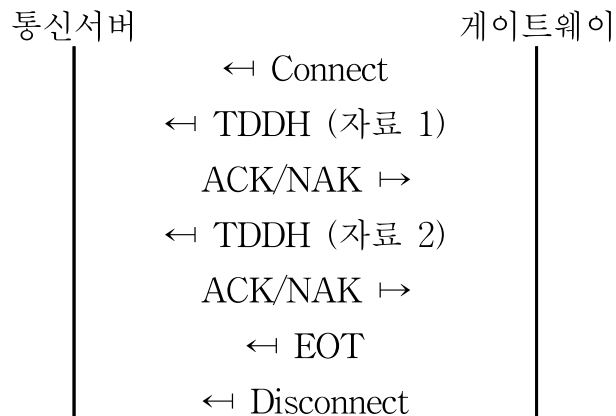 통신서버 게이트웨이
↤ Connect
↤ TDDH (자료 1)
ACK/NAK ↦
↤ TDDH (자료 2)
ACK/NAK ↦
↤ EOT
↤ Disconnect